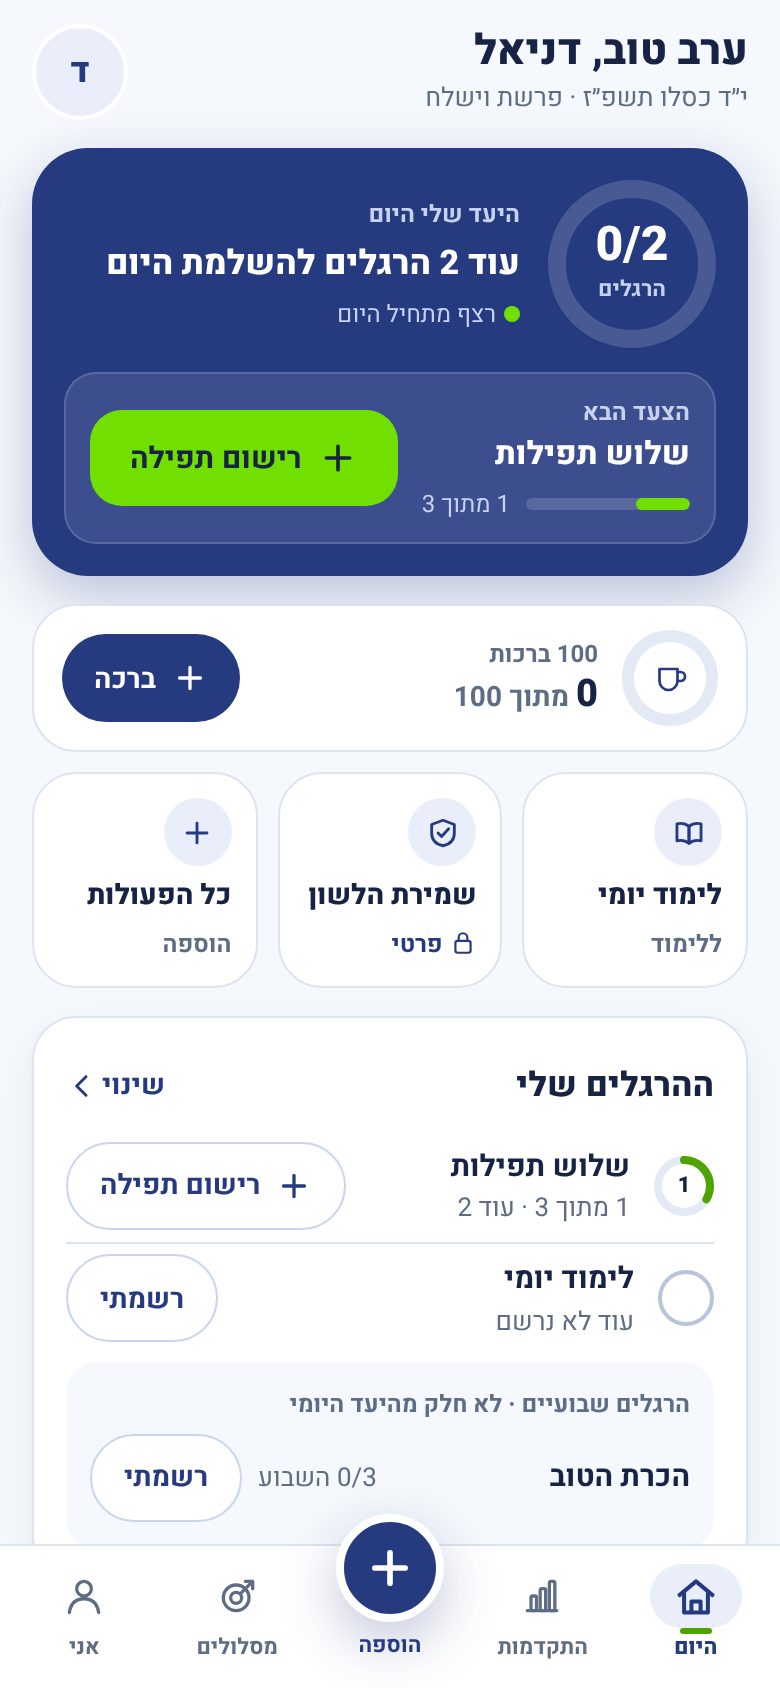 ערב טוב, דניאל
י״ד כסלו תשפ״ז · פרשת וישלח
ד
היעד שלי היום
0/2
הרגלים
עוד 2 הרגלים להשלמת היום
רצף מתחיל היום
הצעד הבא
שלוש תפילות
1 מתוך 3
רישום תפילה
100 ברכות
0 מתוך 100
ברכה
לימוד יומי
ללימוד
שמירת הלשון
פרטי
כל הפעולות
הוספה
ההרגלים שלי
שינוי
1
שלוש תפילות
1 מתוך 3 · עוד 2
רישום תפילה
לימוד יומי
עוד לא נרשם
רשמתי
הרגלים שבועיים · לא חלק מהיעד היומי
הכרת הטוב
0/3 השבוע
רשמתי
היום
התקדמות
הוספה
מסלולים
אני